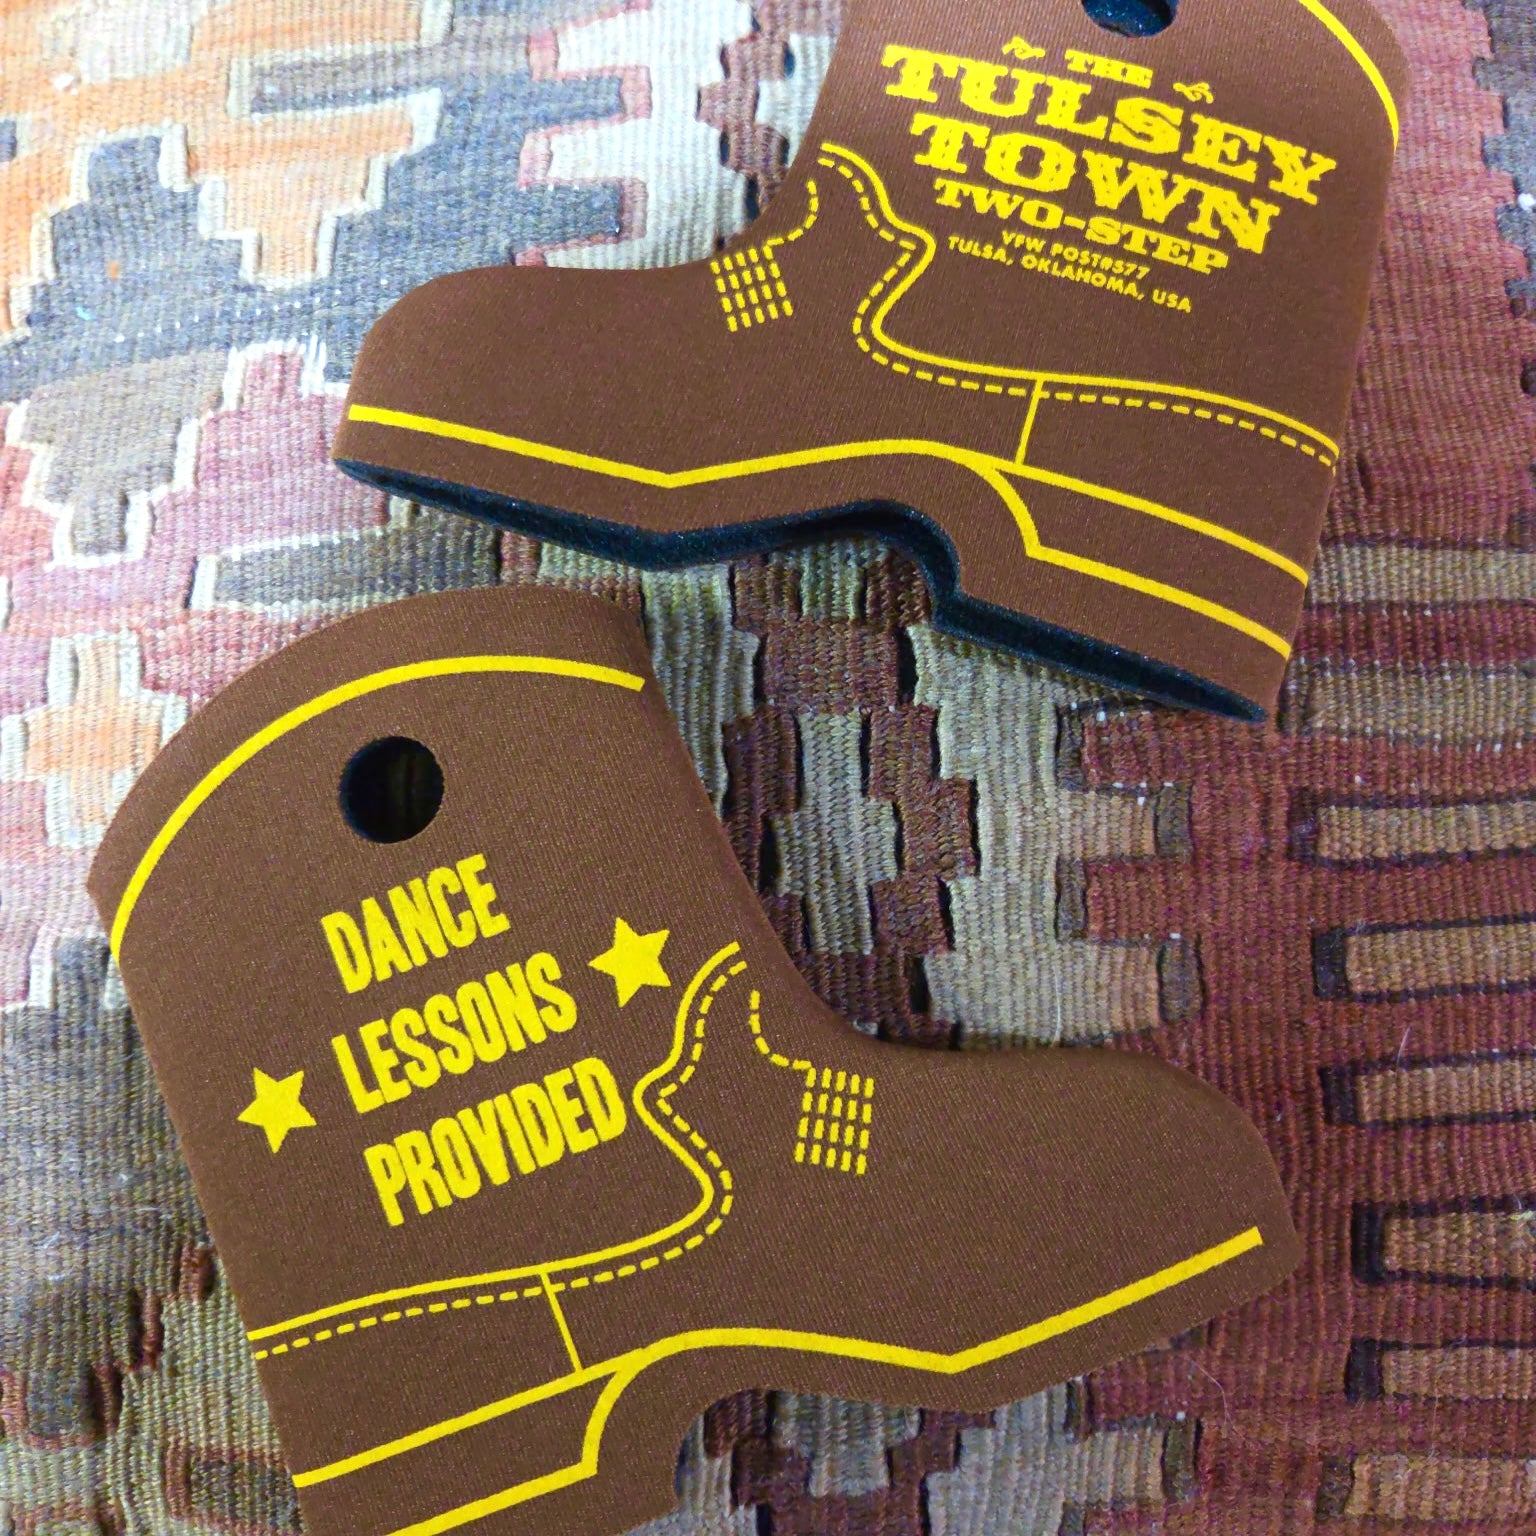 THE
TULSEY
TOWN
TWO-STEP
VFW POST#577
TULSA, OKLAHOMA, USA
DANCE
LESSONS
PROVIDED